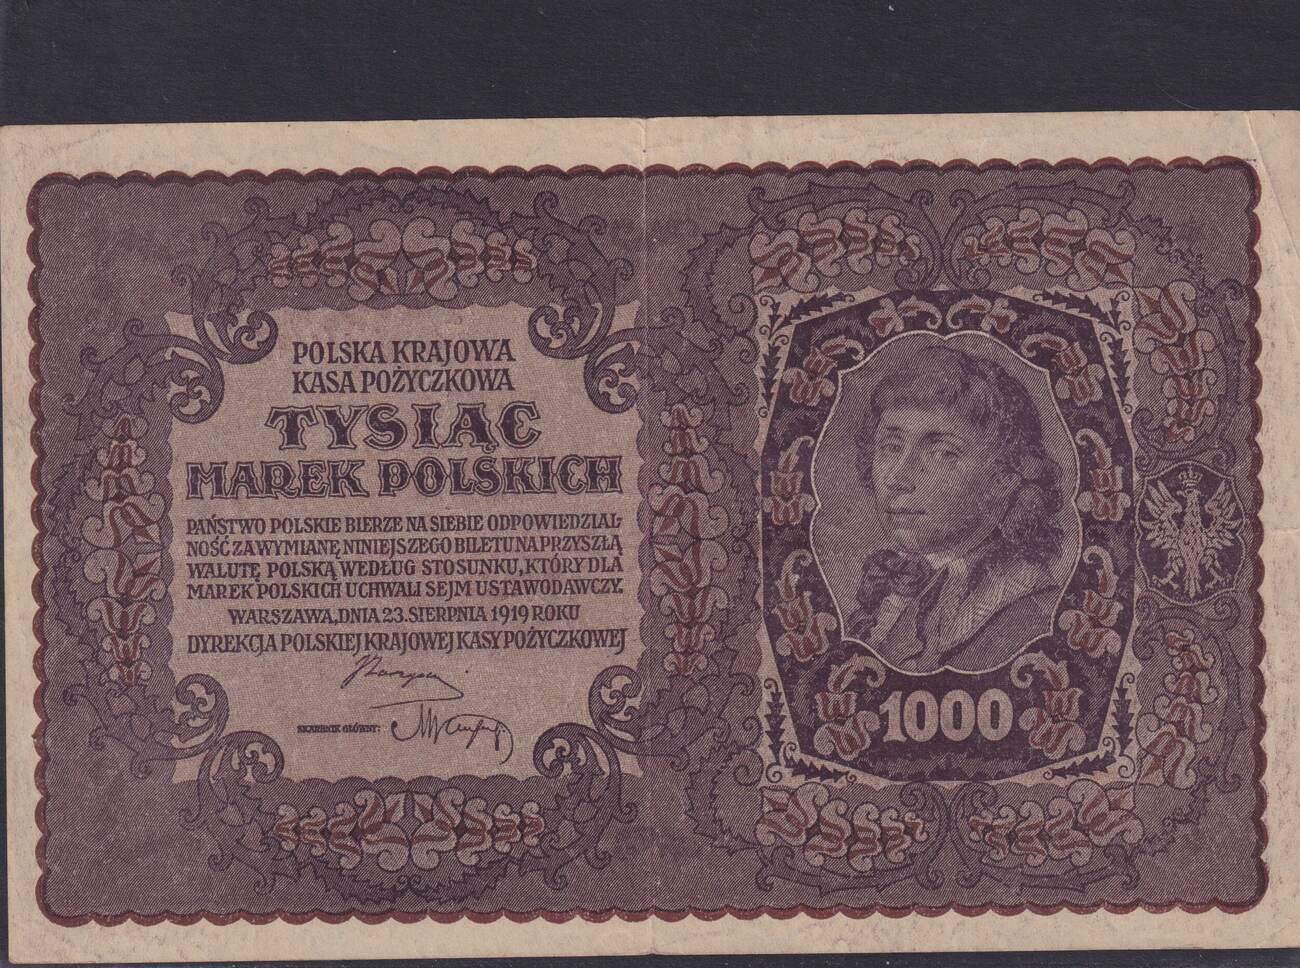 POLSKA KRAJOWA
KASA POŻYCZKOWA
TYSIĄC
MAREK POLSKICH
PAŃSTWO POLSKIE BIERZE NA SIEBIE ODPOWIEDZIAL-
NOŚĆ ZA WYMIANĘ NINIEJSZEGO BILETU NA PRZYSZŁĄ
WALUTĘ POLSKĄ WEDŁUG STOSUNKU, KTÓRY DLA
MAREK POLSKICH UCHWALI SEJM USTAWODAWCZY.
WARSZAWA, DNIA 23. SIERPNIA 1919 ROKU
DYREKCJA POLSKIEJ KRAJOWEJ KASY POŻYCZKOWEJ
SKARBNIK GŁÓWNY:
1000